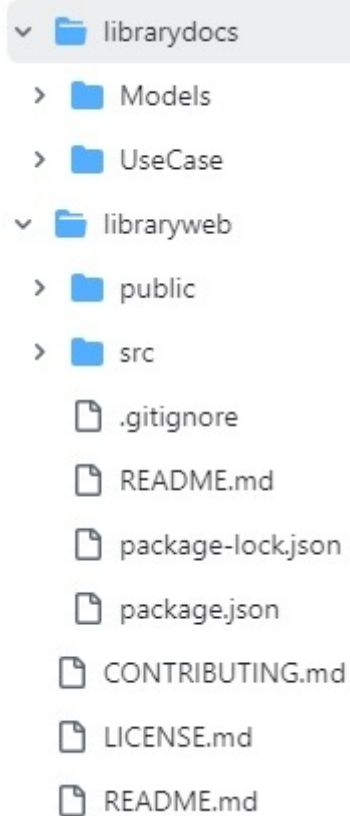 librarydocs
Models
UseCase
libraryweb
public
src
.gitignore
README.md
package-lock.json
package.json
CONTRIBUTING.md
LICENSE.md
README.md